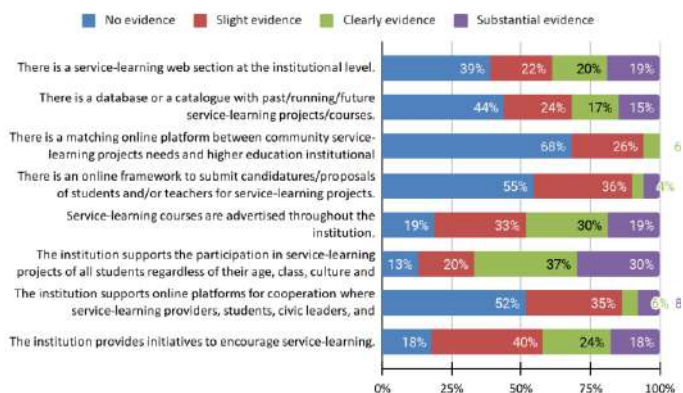 No evidence Slight evidence Clearly evidence Substantial evidence
There is a service-learning web section at the institutional level.
39% 22% 20% 19%
There is a database or a catalogue with past/running/future
service-learning projects/courses.
44% 24% 17% 15%
There is a matching online platform between community service-
learning projects needs and higher education institutional
68% 26% 6
There is an online framework to submit candidatures/proposals
of students and/or teachers for service-learning projects.
55% 36% 4%
Service-learning courses are advertised throughout the
institution.
19% 33% 30% 19%
The institution supports the participation in service-learning
projects of all students regardless of their age, class, culture and
13% 20% 37% 30%
The institution supports online platforms for cooperation where
service-learning providers, students, civic leaders, and
52% 35% 6% 8
The institution provides initiatives to encourage service-learning.
18% 40% 24% 18%
0% 25% 50% 75% 100%